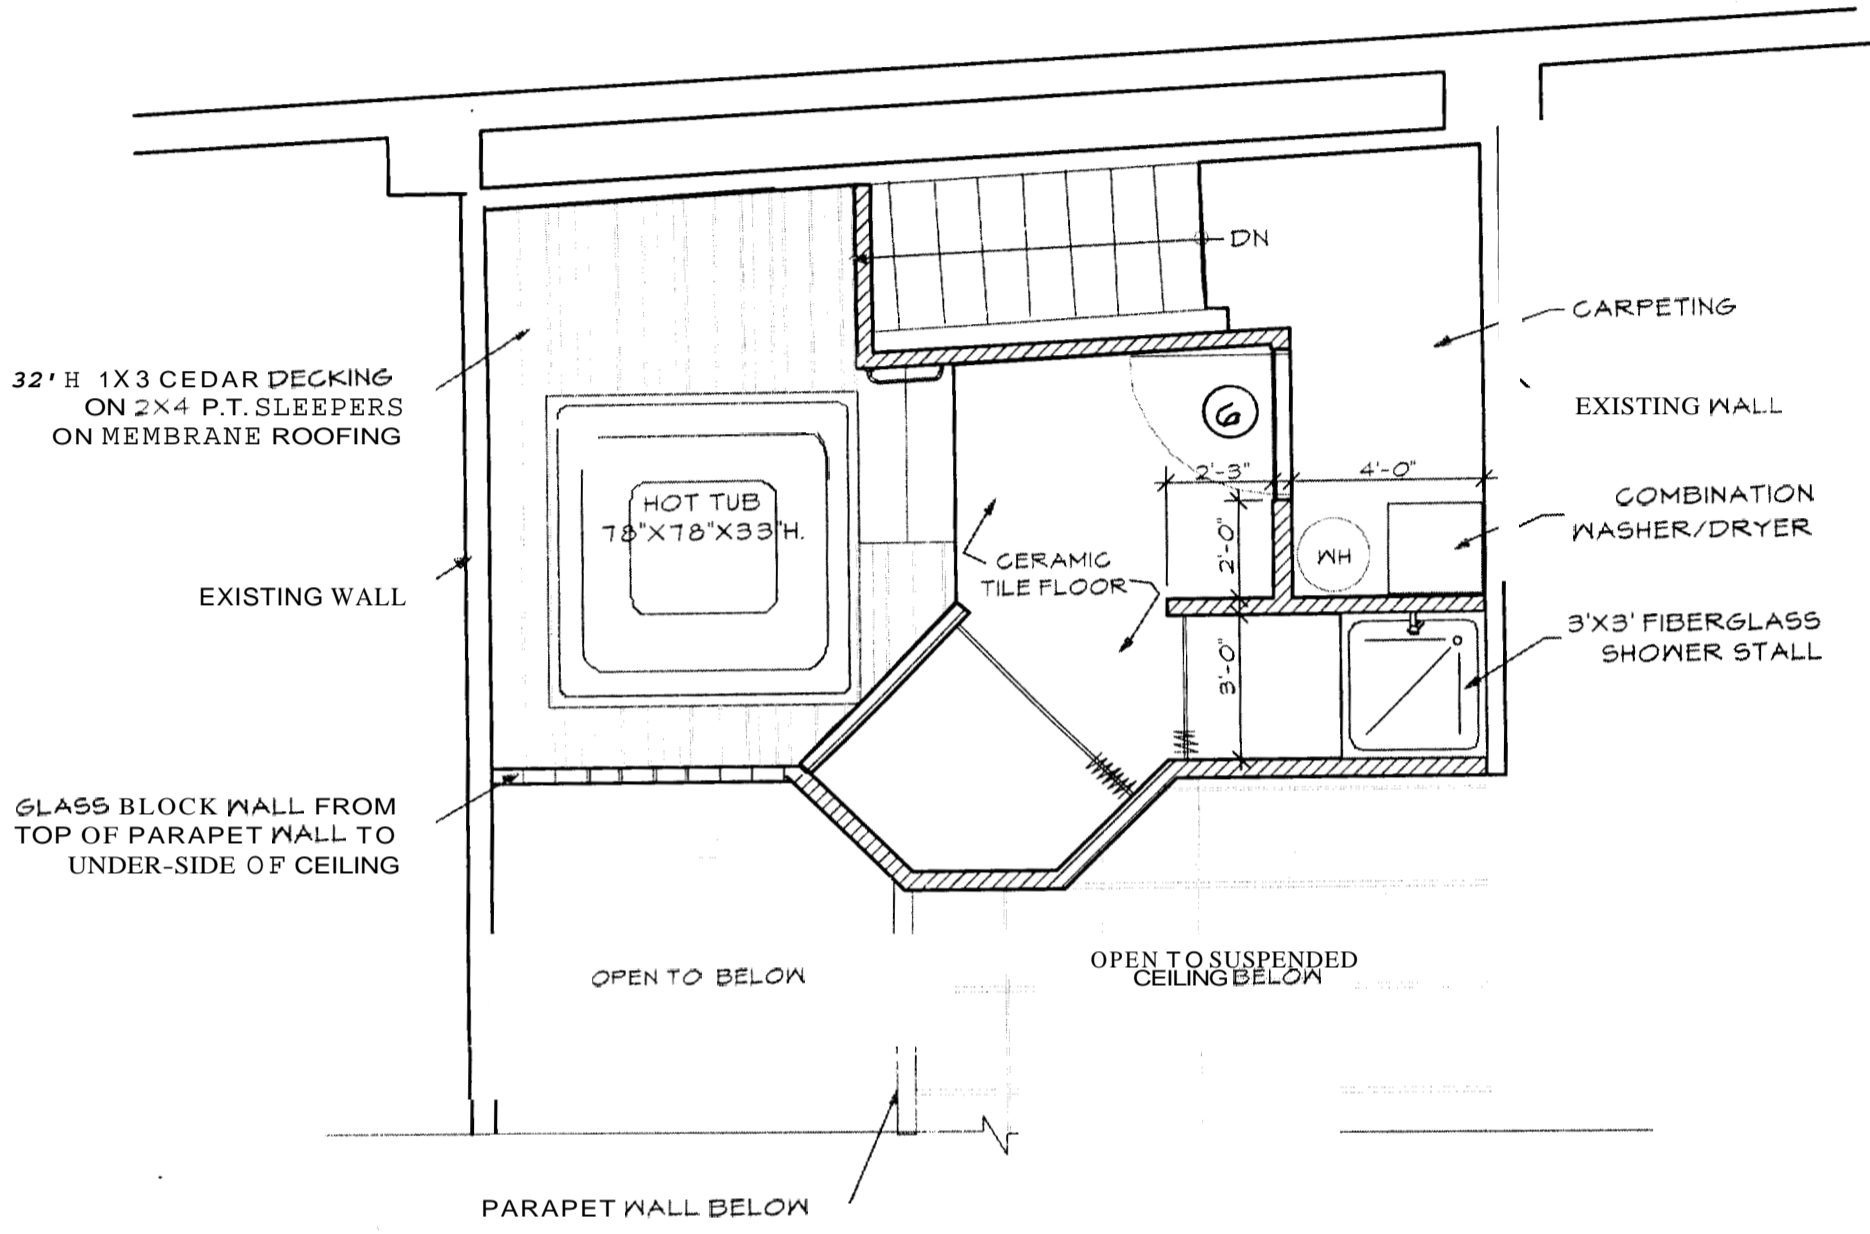 DN
CARPETING
32' H 1X3 CEDAR DECKING
ON 2X4 P.T. SLEEPERS
ON MEMBRANE ROOFING
EXISTING WALL
6
2'-3"
4'-0"
HOT TUB
78"X78"X33"H.
COMBINATION
WASHER/DRYER
2'-0"
WH
CERAMIC
TILE FLOOR
EXISTING WALL
3'X3' FIBERGLASS
SHOWER STALL
3'-0"
GLASS BLOCK WALL FROM
TOP OF PARAPET WALL TO
UNDER-SIDE OF CEILING
OPEN TO BELOW
OPEN TO SUSPENDED
CEILING BELOW
PARAPET WALL BELOW